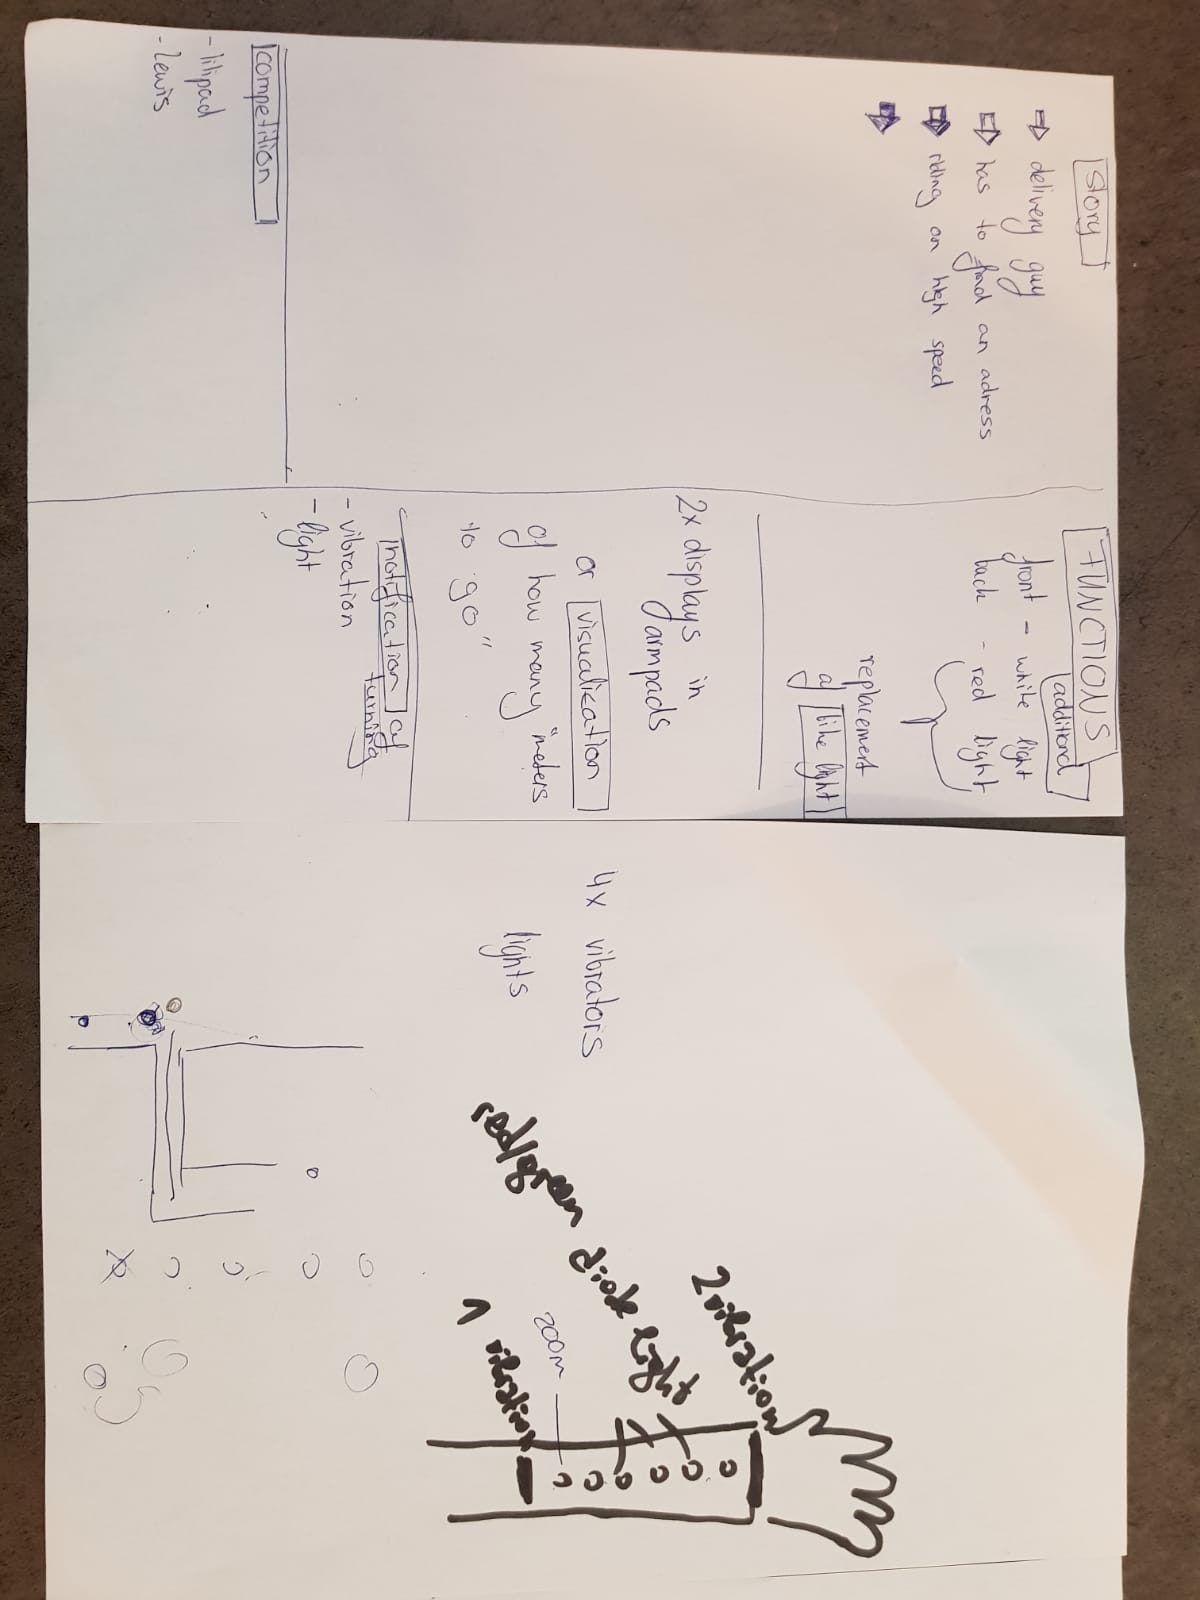 story
delivery guy
has to find an adress
riding on high speed
competition
- lilipad
- Lewis
FUNCTIONS
additional
front - white light
back - red light
replacement
of bike light
2x displays in
armpads
or visualization
of how many "meters
to go"
notification of
turning
- vibration
- light
4x vibrators
lights
2 vibration
red/green diode light
200m
1 vibration